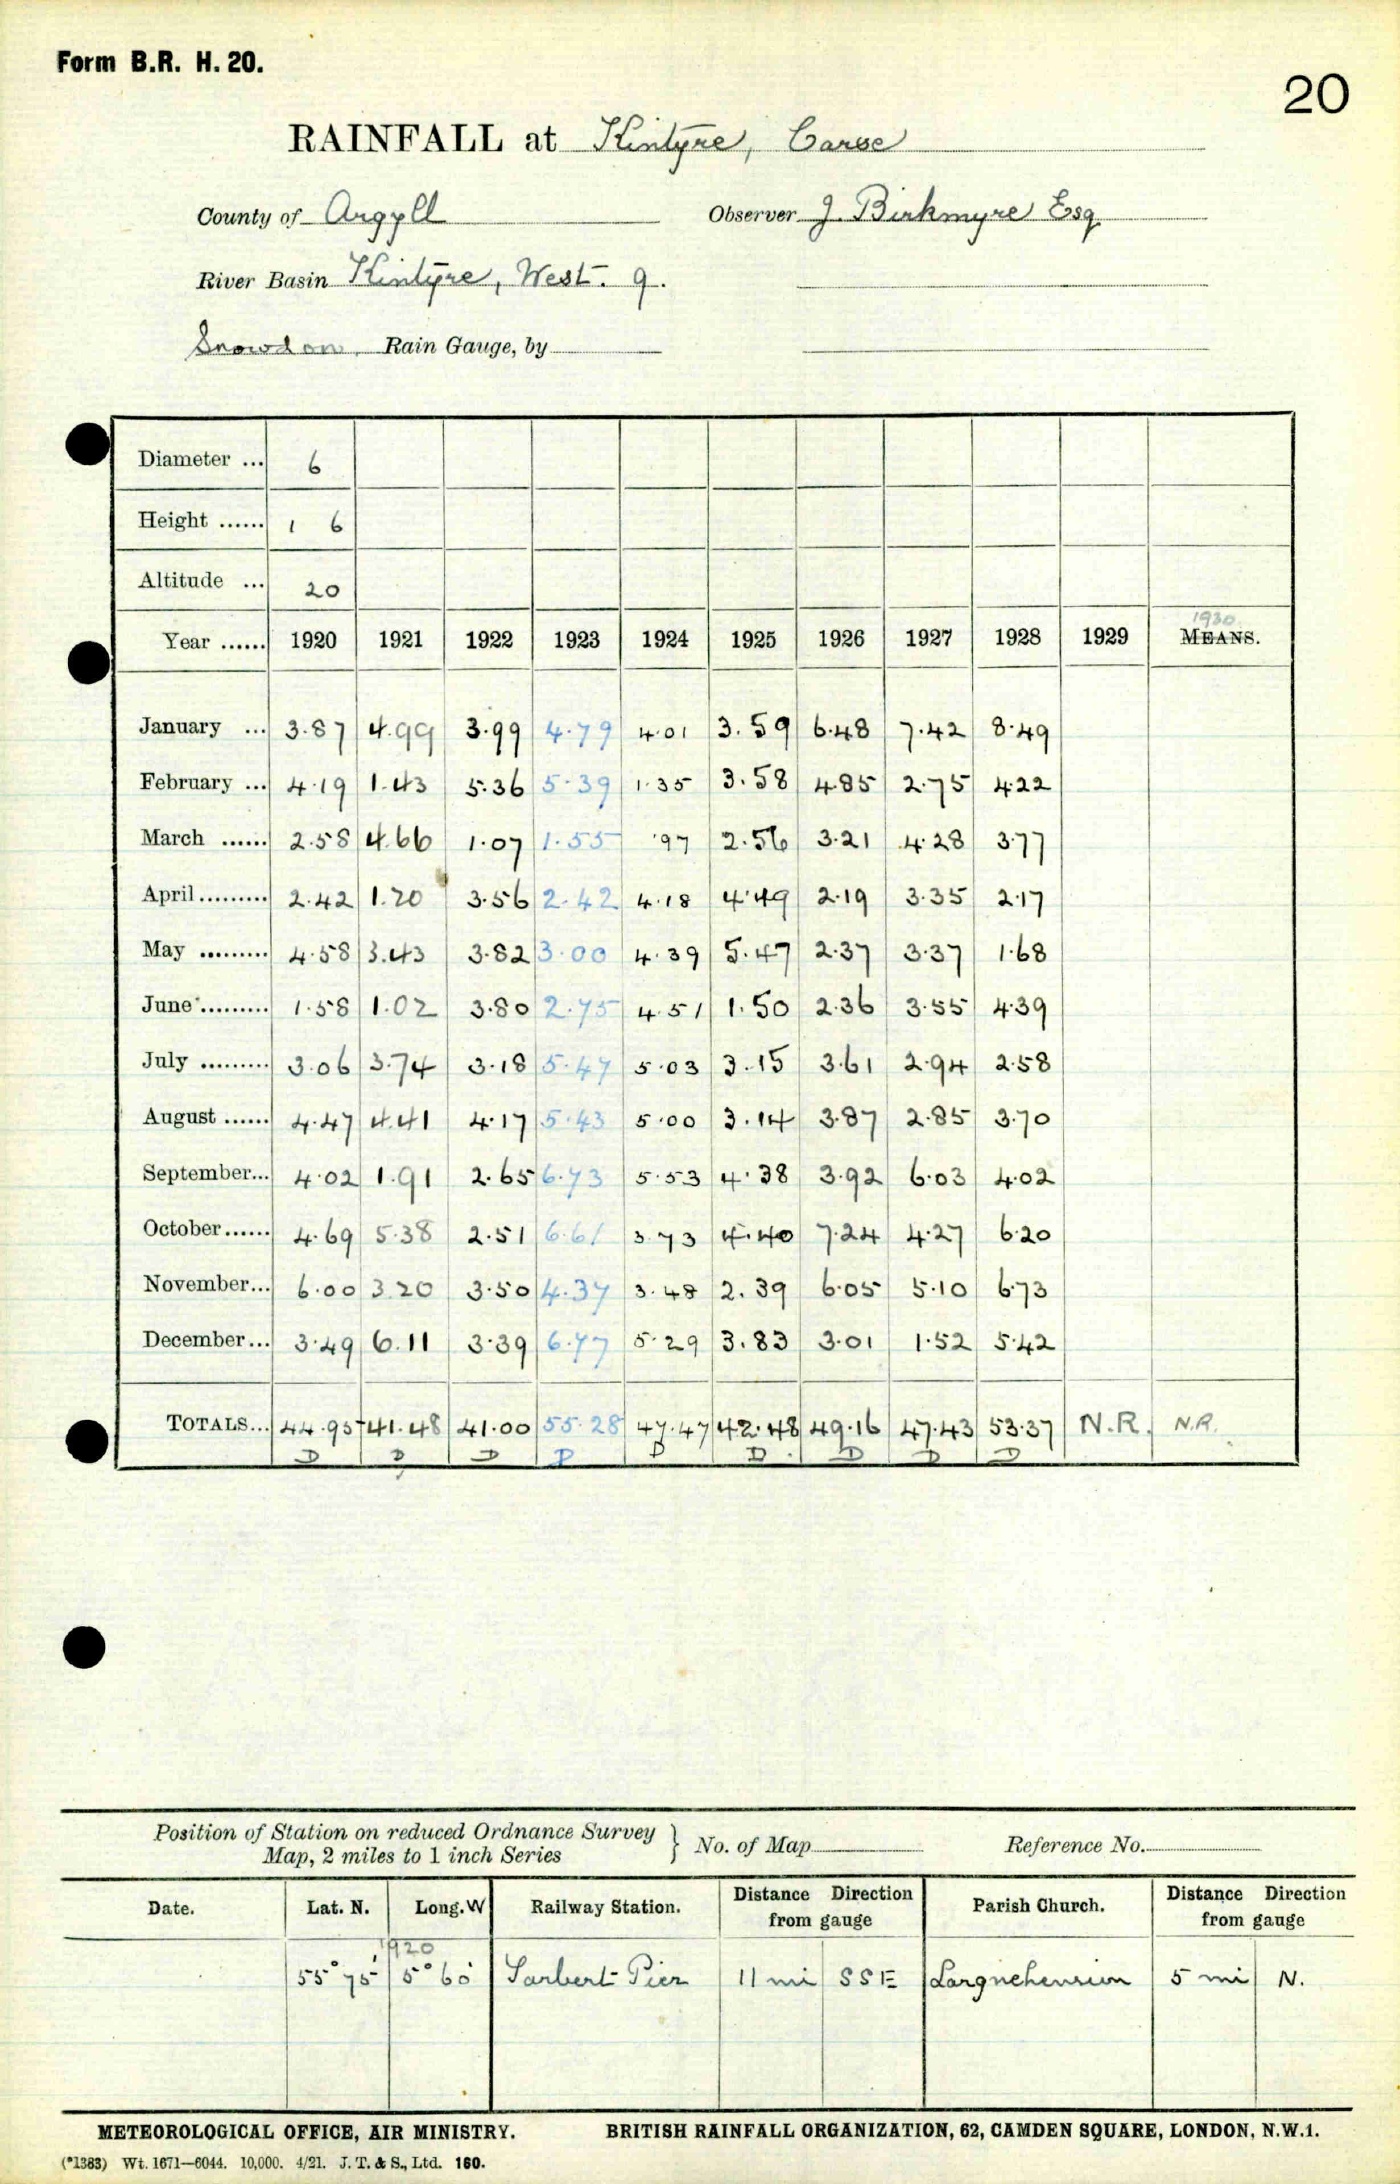 Form B.R. H. 20.
20
RAINFALL at Kintyre, Carse
County of Argyll Observer J. Birkmyre Esq
River Basin Kintyre, West. 9.
Snowdon Rain Gauge, by
Diameter ... 6
Height ...... 1 6
Altitude ... 20
1930
Year ...... 1920 1921 1922 1923 1924 1925 1926 1927 1928 1929 MEANS.
January ... 3.87 4.99 3.99 4.79 4.01 3.59 6.48 7.42 8.49
February ... 4.19 1.43 5.36 5.39 1.35 3.58 4.85 2.75 4.22
March ...... 2.58 4.66 1.07 1.55 .97 2.56 3.21 4.28 3.77
April ......... 2.42 1.20 3.56 2.42 4.18 4.49 2.19 3.35 2.17
May ......... 4.58 3.43 3.82 3.00 4.39 5.47 2.37 3.37 1.68
June ......... 1.58 1.02 3.80 2.75 4.51 1.50 2.36 3.55 4.39
July ......... 3.06 3.74 3.18 5.47 5.03 3.15 3.61 2.94 2.58
August ...... 4.47 4.41 4.17 5.43 5.00 3.14 3.87 2.85 3.70
September... 4.02 1.91 2.65 6.73 5.53 4.38 3.92 6.03 4.02
October ...... 4.69 5.38 2.51 6.61 3.73 4.40 7.24 4.27 6.20
November... 6.00 3.20 3.50 4.37 3.48 2.39 6.05 5.10 6.73
December... 3.49 6.11 3.39 6.77 5.29 3.83 3.01 1.52 5.42
TOTALS... 44.95 41.48 41.00 55.28 47.47 42.48 49.16 47.43 53.37 N.R. N.R.
D D D D D D D D D
Position of Station on reduced Ordnance Survey
Map, 2 miles to 1 inch Series } No. of Map Reference No.
Date. Lat. N. Long. W Railway Station. Distance Direction from gauge Parish Church. Distance Direction from gauge
1920
55° 75' 5° 60' Tarbert Pier 11 mi SSE 5 mi N.
METEOROLOGICAL OFFICE, AIR MINISTRY. BRITISH RAINFALL ORGANIZATION, 62, CAMDEN SQUARE, LONDON, N.W.1.
(*1383) Wt. 1671—6044. 10,000. 4/21. J. T. & S., Ltd. 160.